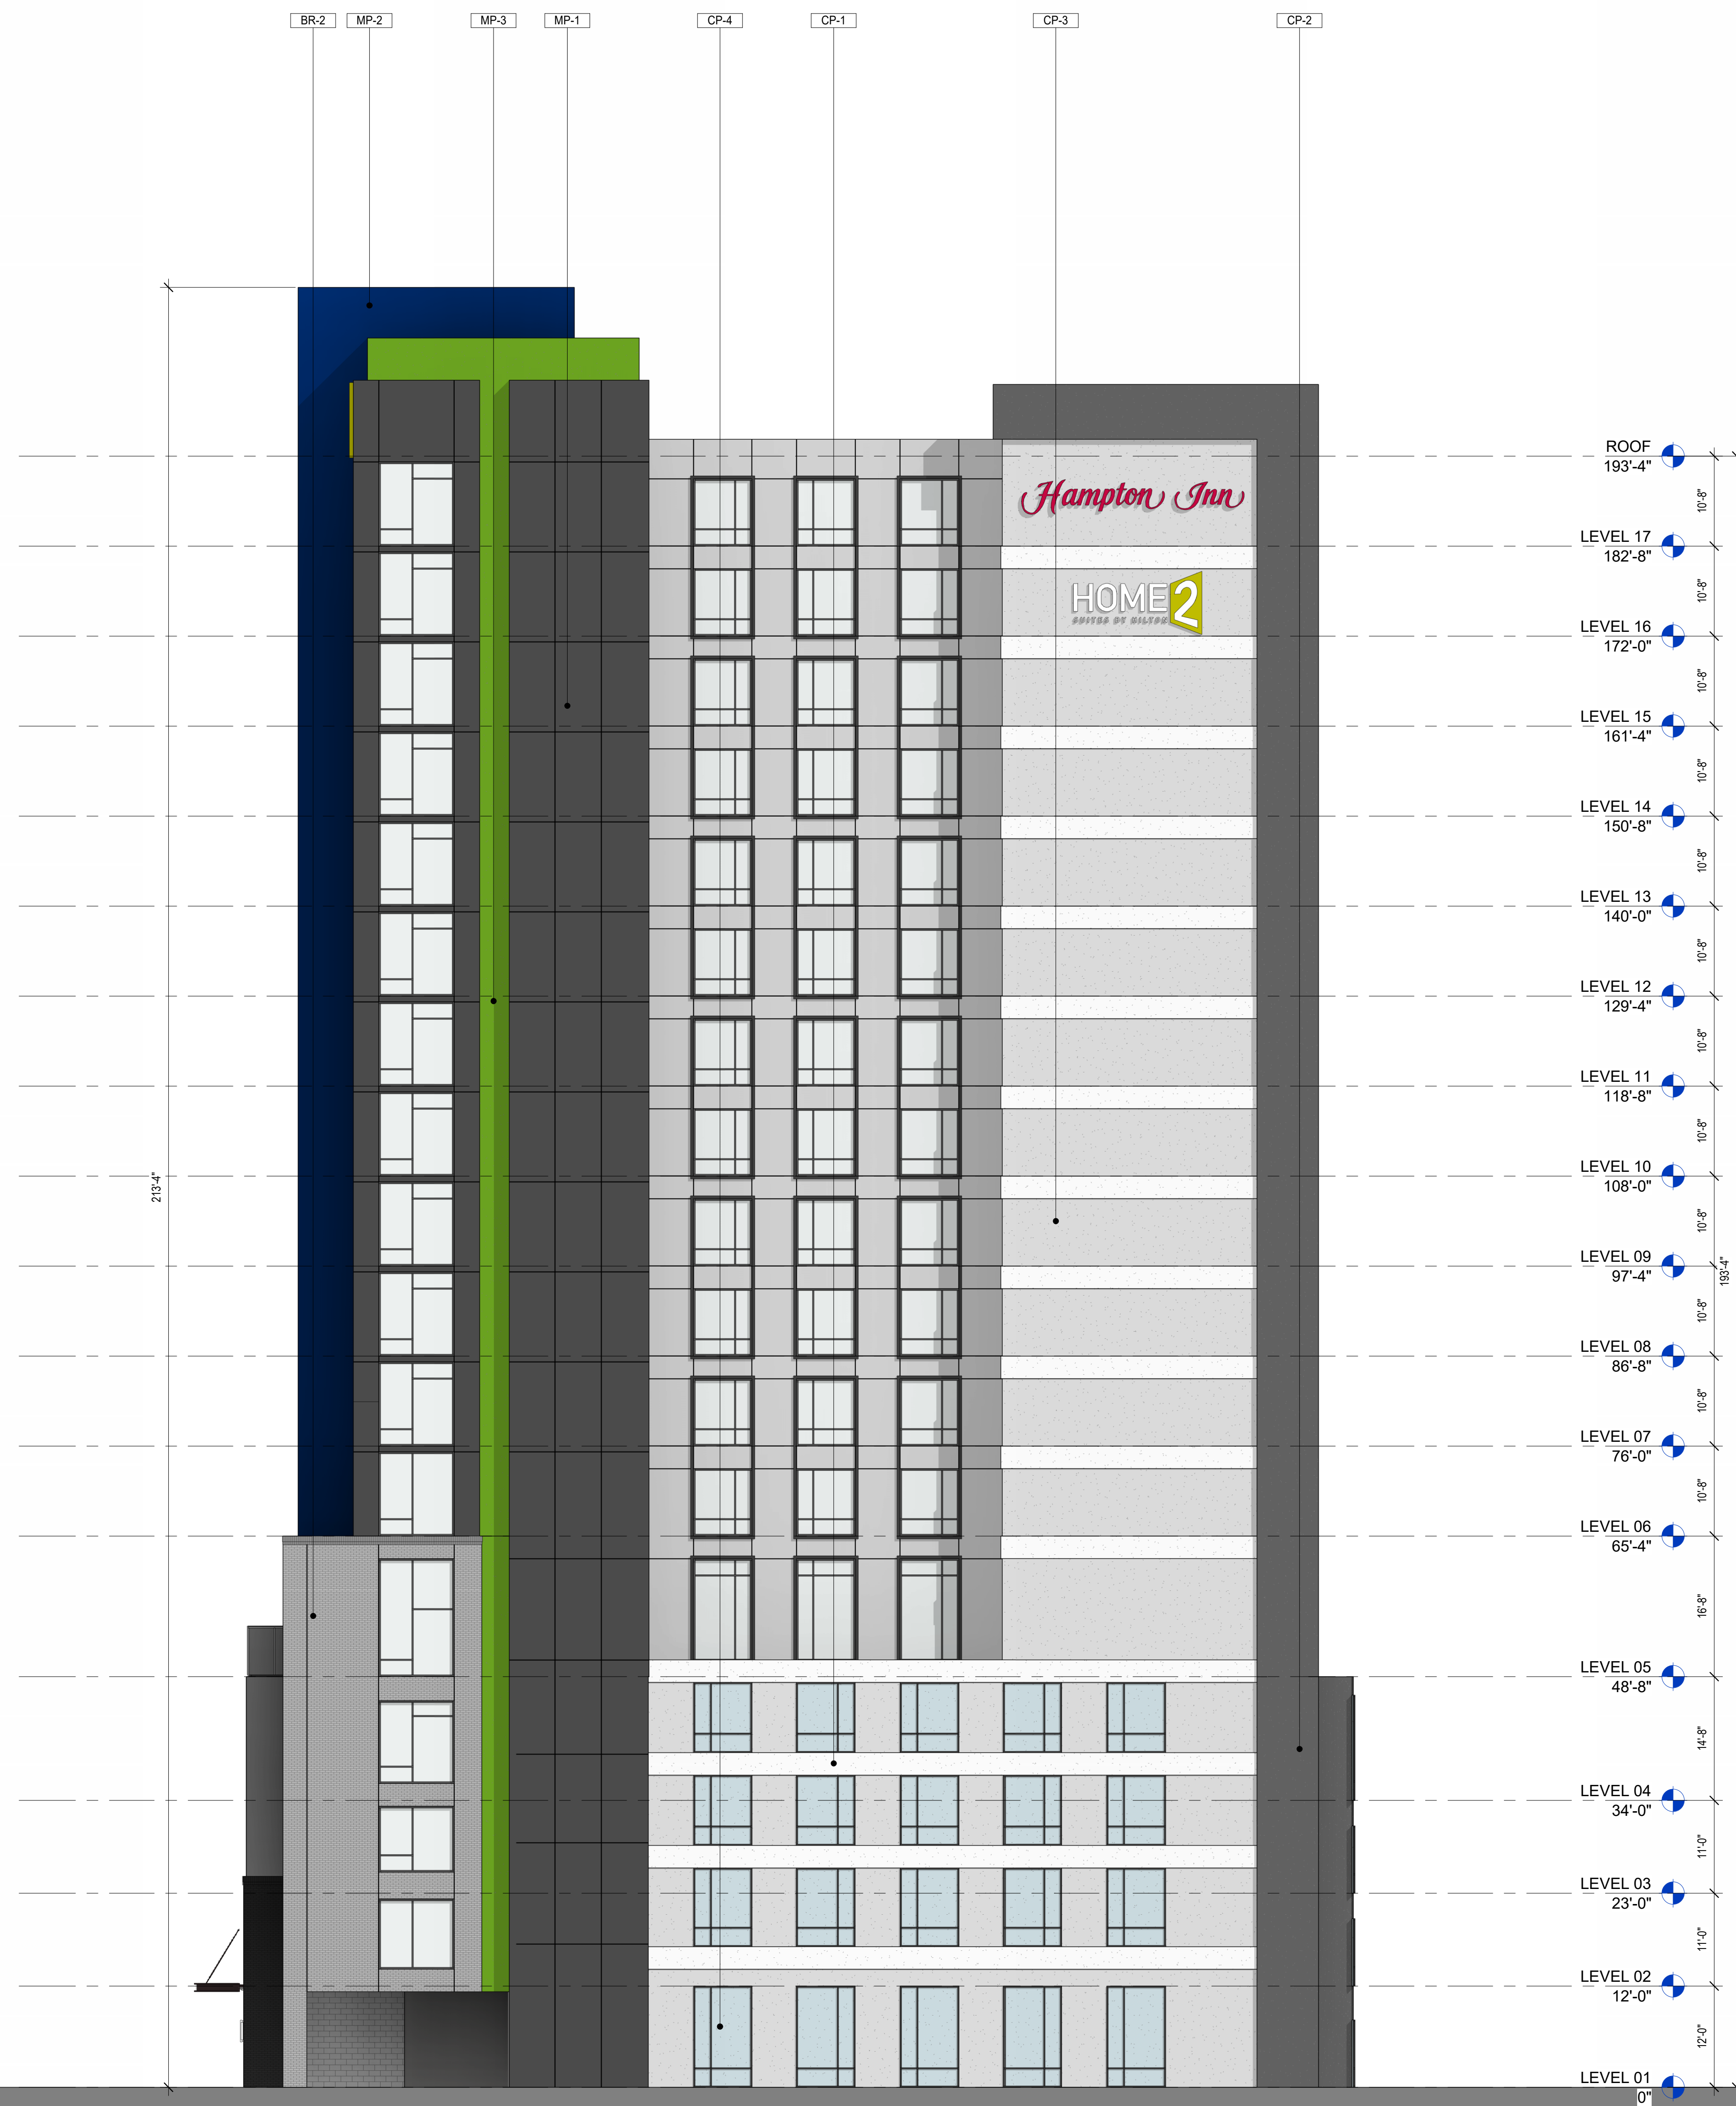 BR-2
MP-2
MP-3
MP-1
CP-4
CP-1
CP-3
CP-2
ROOF
193'-4"
10'-8"
Hampton Inn
LEVEL 17
182'-8"
10'-8"
HOME2
SUITES BY HILTON
LEVEL 16
172'-0"
10'-8"
LEVEL 15
161'-4"
10'-8"
LEVEL 14
150'-8"
10'-8"
LEVEL 13
140'-0"
10'-8"
LEVEL 12
129'-4"
10'-8"
LEVEL 11
118'-8"
10'-8"
213'-4"
LEVEL 10
108'-0"
10'-8"
LEVEL 09
97'-4"
193'-4"
10'-8"
LEVEL 08
86'-8"
10'-8"
LEVEL 07
76'-0"
10'-8"
LEVEL 06
65'-4"
16'-8"
LEVEL 05
48'-8"
14'-8"
LEVEL 04
34'-0"
11'-0"
LEVEL 03
23'-0"
11'-0"
LEVEL 02
12'-0"
12'-0"
LEVEL 01
0"